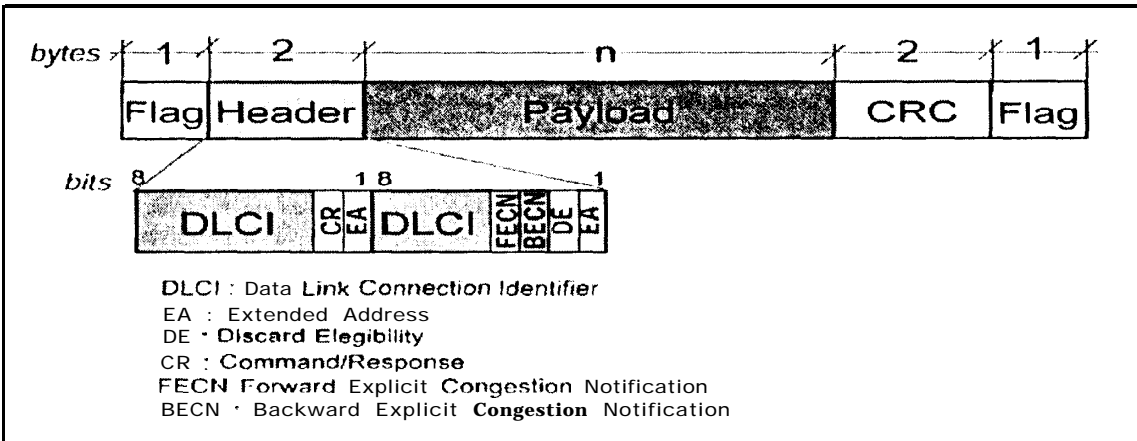 bytes 1 2 n 2 1
Flag Header Payload CRC Flag
bits 8 1 8 1
DLCI CR EA DLCI FECN BECN DE EA
DLCI : Data Link Connection Identifier
EA : Extended Address
DE · Discard Elegibility
CR : Command/Response
FECN Forward Explicit Congestion Notification
BECN · Backward Explicit Congestion Notification